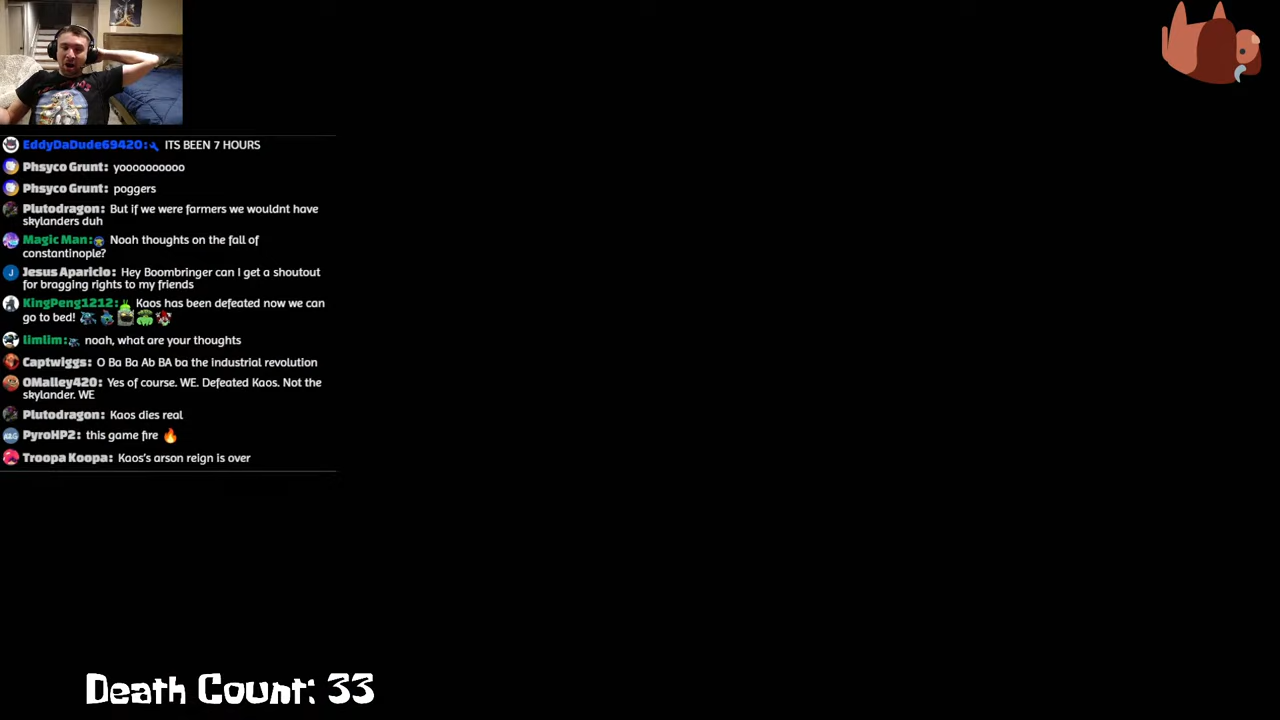 EddyDaDude69420: ITS BEEN 7 HOURS
Phsyco Grunt: yoooooooooo
Phsyco Grunt: poggers
Plutodragon: But if we were farmers we wouldnt have
skylanders duh
Magic Man: Noah thoughts on the fall of
constantinople?
Jesus Aparicio: Hey Boombringer can I get a shoutout
for bragging rights to my friends
KingPeng1212: Kaos has been defeated now we can
go to bed!
limlim: noah, what are your thoughts
Captwiggs: O Ba Ba Ab BA ba the industrial revolution
OMalley420: Yes of course. WE. Defeated Kaos. Not the
skylander. WE
Plutodragon: Kaos dies real
PyroHP2: this game fire 🔥
Troopa Koopa: Kaos's arson reign is over
Death Count: 33